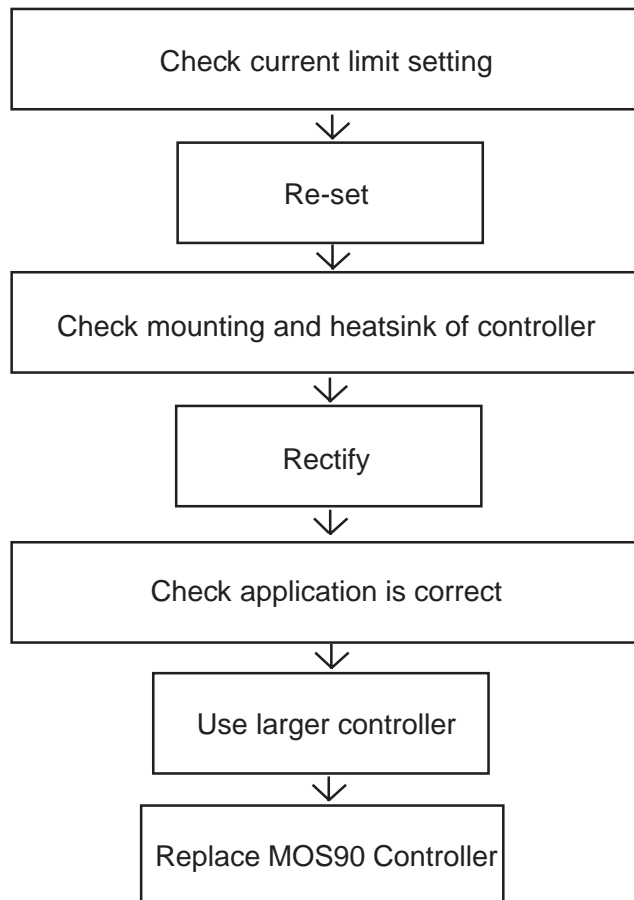 Check current limit setting
Re-set
Check mounting and heatsink of controller
Rectify
Check application is correct
Use larger controller
Replace MOS90 Controller